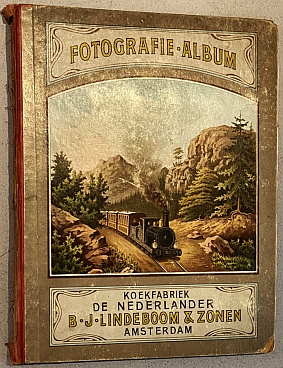 FOTOGRAFIE·ALBUM
KOEKFABRIEK
DE NEDERLANDER
B·J·LINDEBOOM & ZONEN
AMSTERDAM